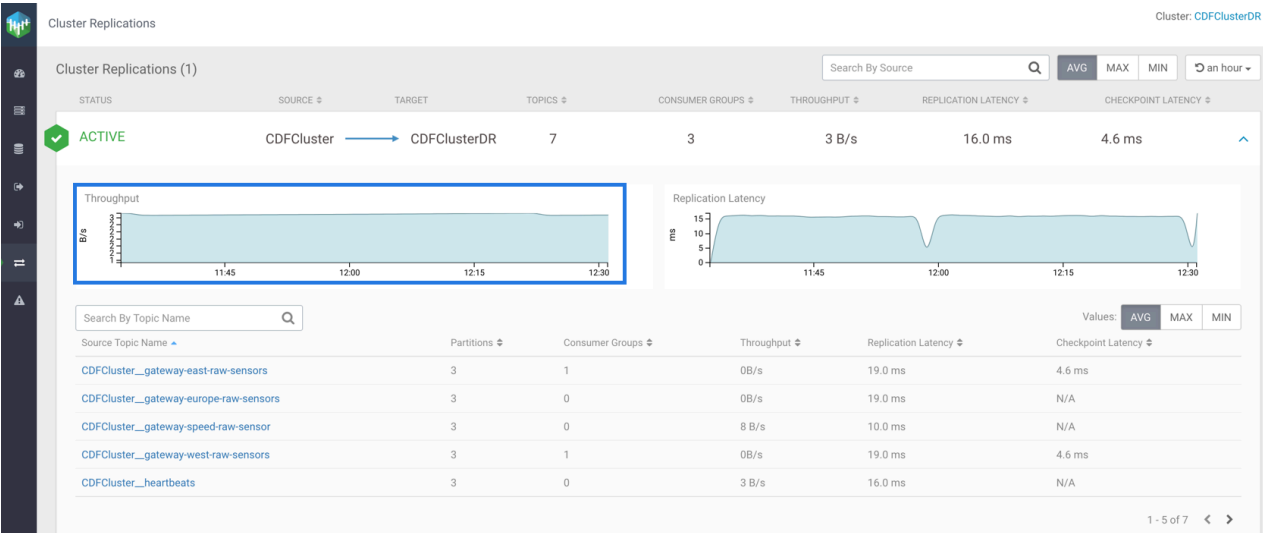 Cluster Replications
Cluster: CDFClusterDR
Cluster Replications (1)
Search By Source
AVG MAX MIN
an hour
STATUS SOURCE TARGET TOPICS CONSUMER GROUPS THROUGHPUT REPLICATION LATENCY CHECKPOINT LATENCY
ACTIVE CDFCluster CDFClusterDR 7 3 3 B/s 16.0 ms 4.6 ms
Throughput
B/s
3
3
2
2
2
2
1
11:45 12:00 12:15 12:30
Replication Latency
ms
15
10
5
0
11:45 12:00 12:15 12:30
Search By Topic Name
Values: AVG MAX MIN
Source Topic Name Partitions Consumer Groups Throughput Replication Latency Checkpoint Latency
CDFCluster__gateway-east-raw-sensors 3 1 0B/s 19.0 ms 4.6 ms
CDFCluster__gateway-europe-raw-sensors 3 0 0B/s 19.0 ms N/A
CDFCluster__gateway-speed-raw-sensor 3 0 8 B/s 10.0 ms N/A
CDFCluster__gateway-west-raw-sensors 3 1 0B/s 19.0 ms 4.6 ms
CDFCluster__heartbeats 3 0 3 B/s 16.0 ms N/A
1 - 5 of 7